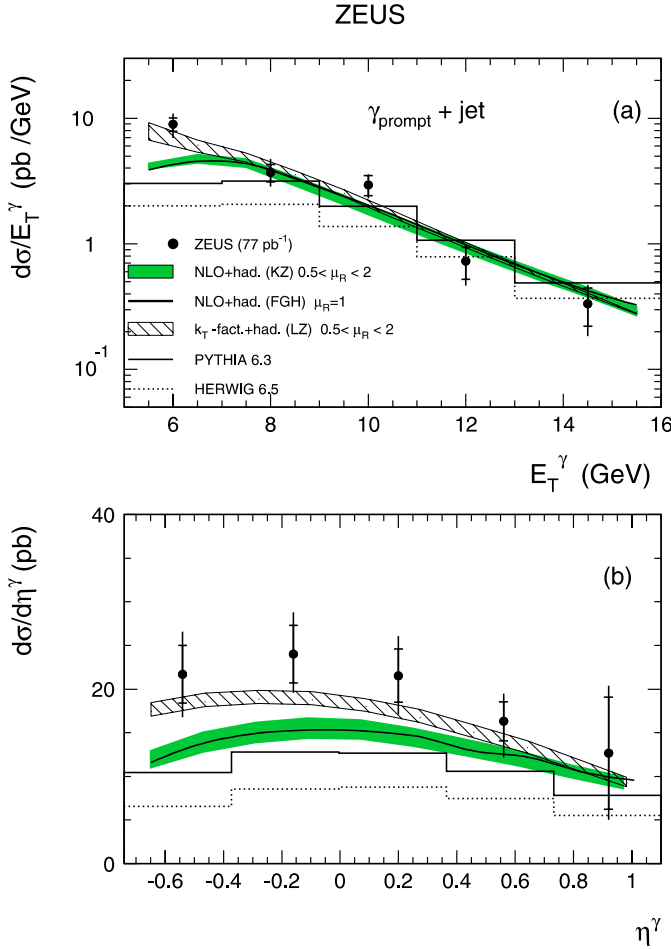 ZEUS
dσ/E_T^γ (pb /GeV)
10
1
10^-1
γ_prompt + jet
(a)
ZEUS (77 pb^-1)
NLO+had. (KZ) 0.5< μ_R < 2
NLO+had. (FGH) μ_R=1
k_T -fact.+had. (LZ) 0.5< μ_R < 2
PYTHIA 6.3
HERWIG 6.5
6 8 10 12 14 16
E_T^γ (GeV)
dσ/dη^γ (pb)
40
20
0
(b)
-0.6 -0.4 -0.2 0 0.2 0.4 0.6 0.8 1
η^γ